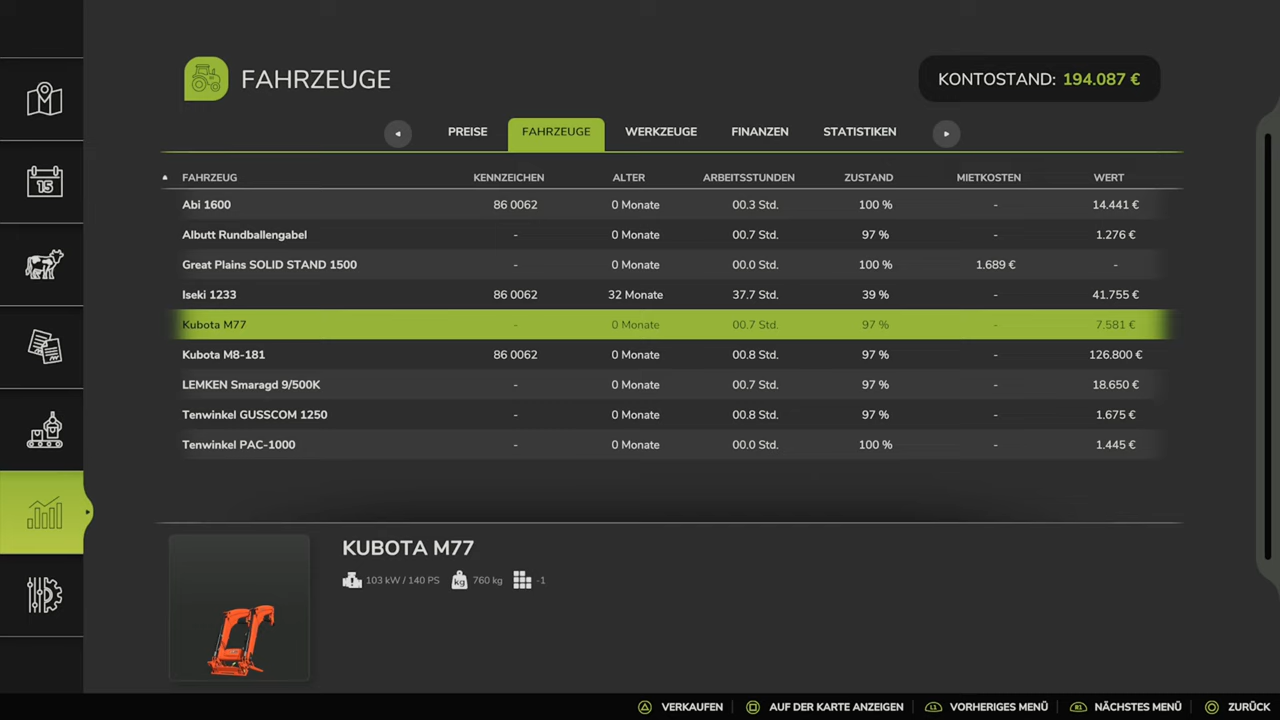 FAHRZEUGE
KONTOSTAND: 194.087 €
PREISE FAHRZEUGE WERKZEUGE FINANZEN STATISTIKEN
FAHRZEUG KENNZEICHEN ALTER ARBEITSSTUNDEN ZUSTAND MIETKOSTEN WERT
Abi 1600 86 0062 0 Monate 00.3 Std. 100 % - 14.441 €
Albutt Rundballengabel - 0 Monate 00.7 Std. 97 % - 1.276 €
Great Plains SOLID STAND 1500 - 0 Monate 00.0 Std. 100 % 1.689 € -
Iseki 1233 86 0062 32 Monate 37.7 Std. 39 % - 41.755 €
Kubota M77 - 0 Monate 00.7 Std. 97 % - 7.581 €
Kubota M8-181 86 0062 0 Monate 00.8 Std. 97 % - 126.800 €
LEMKEN Smaragd 9/500K - 0 Monate 00.7 Std. 97 % - 18.650 €
Tenwinkel GUSSCOM 1250 - 0 Monate 00.8 Std. 97 % - 1.675 €
Tenwinkel PAC-1000 - 0 Monate 00.0 Std. 100 % - 1.445 €
15
KUBOTA M77
103 kW / 140 PS kg 760 kg -1
L1 R1
VERKAUFEN AUF DER KARTE ANZEIGEN VORHERIGES MENÜ NÄCHSTES MENÜ ZURÜCK